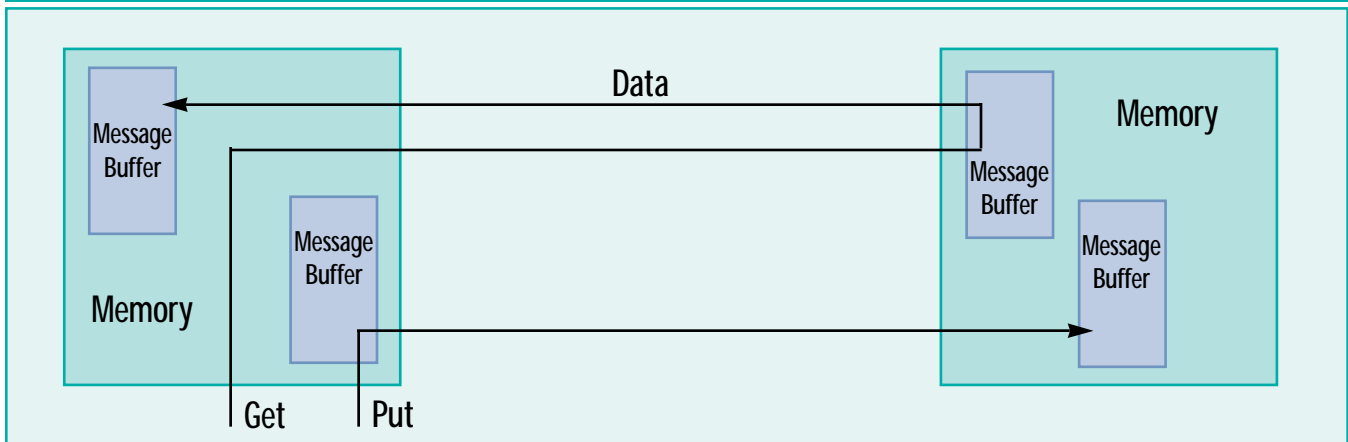 Data
Message
Buffer
Memory
Message
Buffer
Message
Buffer
Message
Buffer
Memory
Get
Put